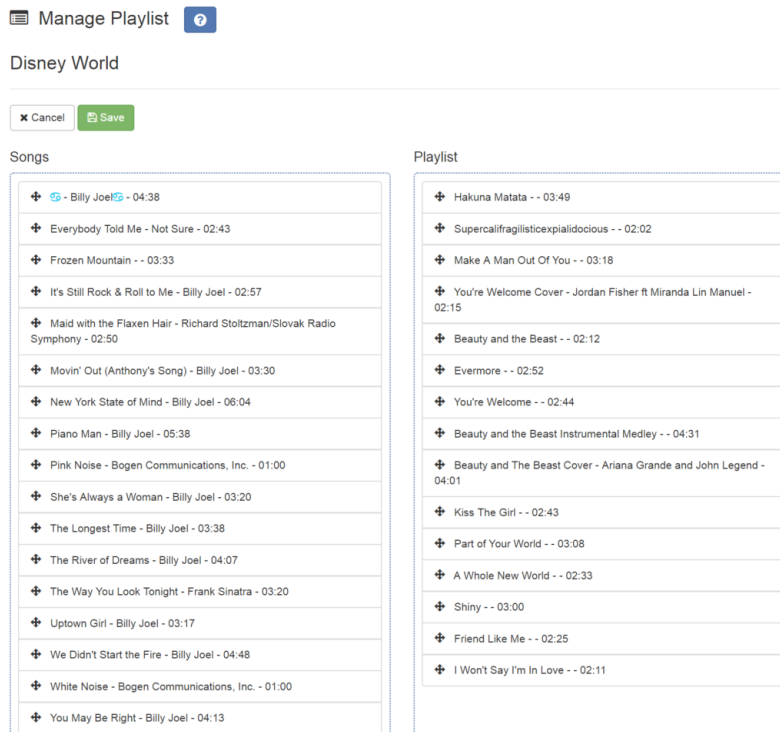 Manage Playlist
Disney World
Cancel
Save
Songs
♋ - Billy Joel♋ - 04:38
Everybody Told Me - Not Sure - 02:43
Frozen Mountain - - 03:33
It's Still Rock & Roll to Me - Billy Joel - 02:57
Maid with the Flaxen Hair - Richard Stoltzman/Slovak Radio
Symphony - 02:50
Movin' Out (Anthony's Song) - Billy Joel - 03:30
New York State of Mind - Billy Joel - 06:04
Piano Man - Billy Joel - 05:38
Pink Noise - Bogen Communications, Inc. - 01:00
She's Always a Woman - Billy Joel - 03:20
The Longest Time - Billy Joel - 03:38
The River of Dreams - Billy Joel - 04:07
The Way You Look Tonight - Frank Sinatra - 03:20
Uptown Girl - Billy Joel - 03:17
We Didn't Start the Fire - Billy Joel - 04:48
White Noise - Bogen Communications, Inc. - 01:00
You May Be Right - Billy Joel - 04:13
Playlist
Hakuna Matata - - 03:49
Supercalifragilisticexpialidocious - - 02:02
Make A Man Out Of You - - 03:18
You're Welcome Cover - Jordan Fisher ft Miranda Lin Manuel -
02:15
Beauty and the Beast - - 02:12
Evermore - - 02:52
You're Welcome - - 02:44
Beauty and the Beast Instrumental Medley - - 04:31
Beauty and The Beast Cover - Ariana Grande and John Legend -
04:01
Kiss The Girl - - 02:43
Part of Your World - - 03:08
A Whole New World - - 02:33
Shiny - - 03:00
Friend Like Me - - 02:25
I Won't Say I'm In Love - - 02:11